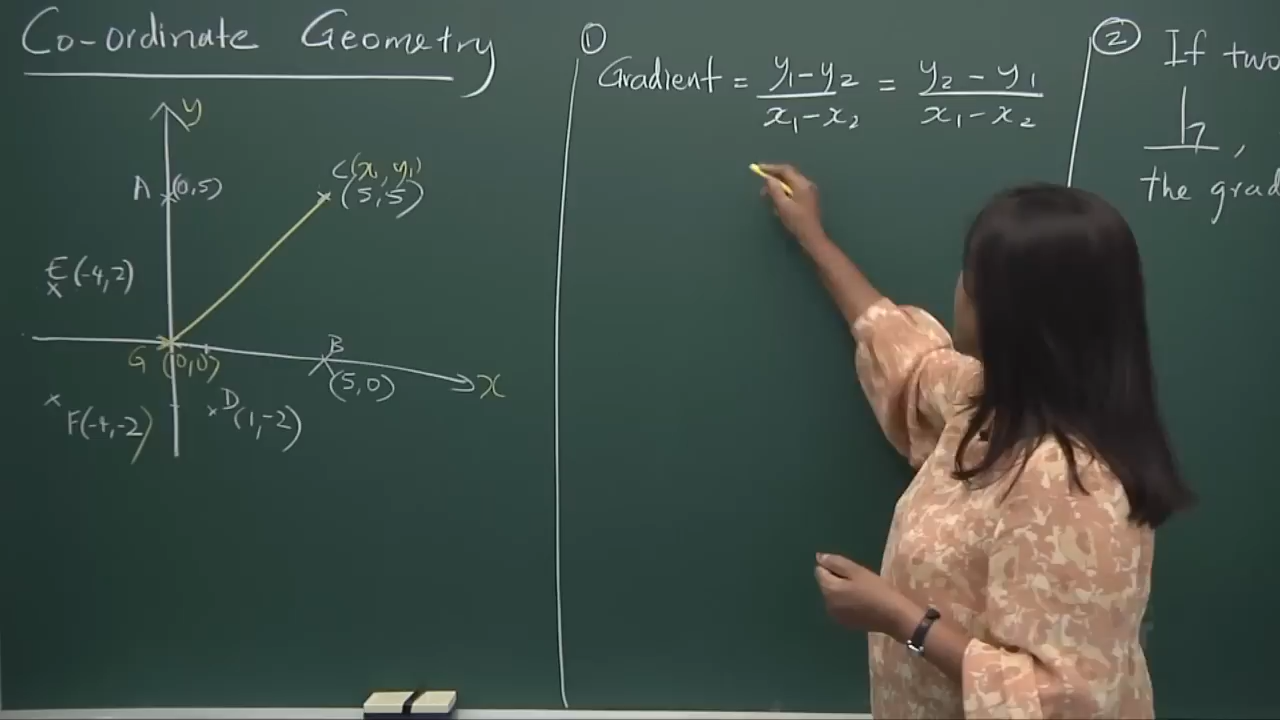 Co-ordinate Geometry
y
A (0,5)
C(x, y₁)
(5,5)
E(-4,2)
G (0,0)
B
(5,0)
x
F(-4,-2)
D(1,-2)
①
Gradient = y₁-y₂ / x₁-x₂ = y₂-y₁ / x₁-x₂
② If two
h,
the grad